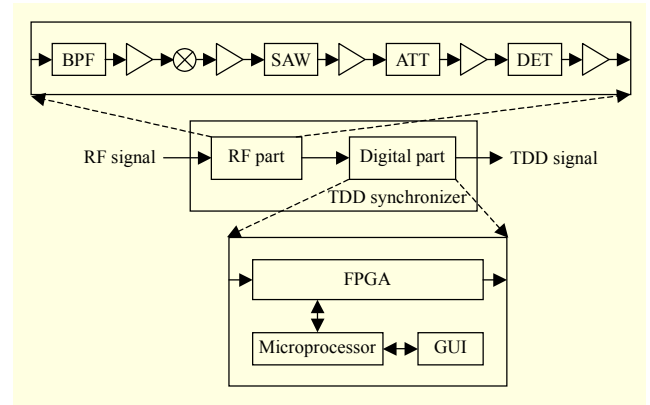 BPF SAW ATT DET
RF signal RF part Digital part TDD signal
TDD synchronizer
FPGA
Microprocessor GUI